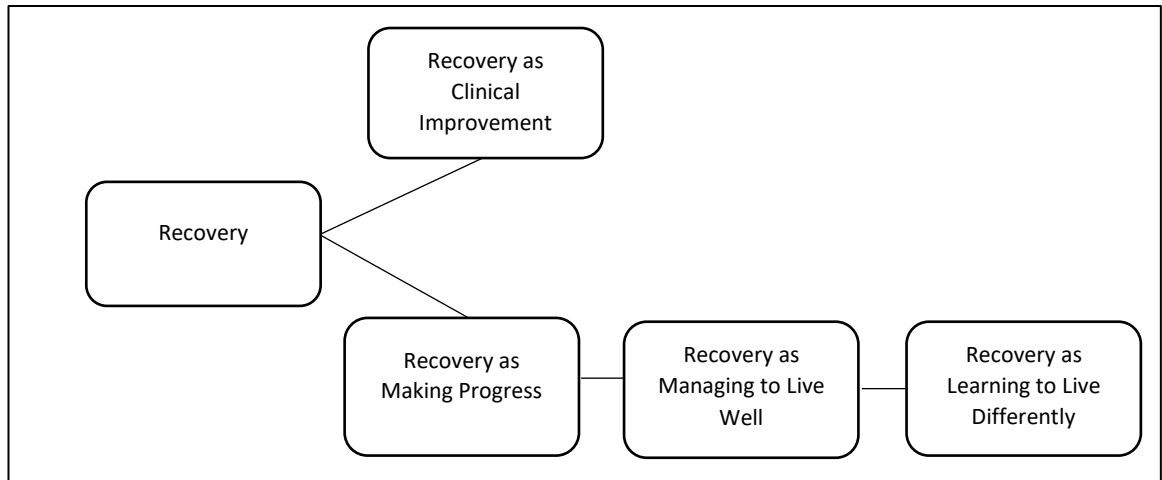 Recovery as
Clinical
Improvement
Recovery
Recovery as
Making Progress
Recovery as
Managing to Live
Well
Recovery as
Learning to Live
Differently